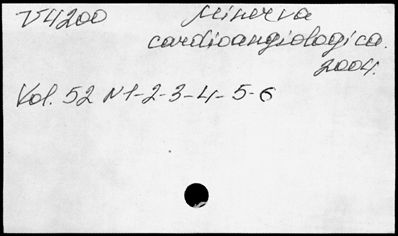 V4200
Minerva
cardioangiologica.
2004.
Vol. 52 N1-2-3-4-5-6